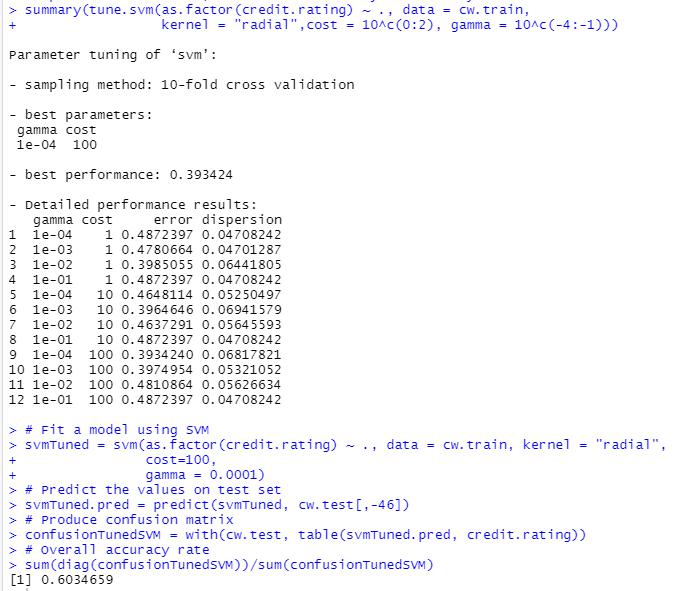 > summary(tune.svm(as.factor(credit.rating) ~ ., data = cw.train,
+                  kernel = "radial",cost = 10^c(0:2), gamma = 10^c(-4:-1)))

Parameter tuning of ‘svm’:

- sampling method: 10-fold cross validation

- best parameters:
 gamma cost
 1e-04  100

- best performance: 0.393424

- Detailed performance results:
   gamma cost     error dispersion
1  1e-04    1 0.4872397 0.04708242
2  1e-03    1 0.4780664 0.04701287
3  1e-02    1 0.3985055 0.06441805
4  1e-01    1 0.4872397 0.04708242
5  1e-04   10 0.4648114 0.05250497
6  1e-03   10 0.3964646 0.06941579
7  1e-02   10 0.4637291 0.05645593
8  1e-01   10 0.4872397 0.04708242
9  1e-04  100 0.3934240 0.06817821
10 1e-03  100 0.3974954 0.05321052
11 1e-02  100 0.4810864 0.05626634
12 1e-01  100 0.4872397 0.04708242

> # Fit a model using SVM
> svmTuned = svm(as.factor(credit.rating) ~ ., data = cw.train, kernel = "radial",
+                cost=100,
+                gamma = 0.0001)
> # Predict the values on test set
> svmTuned.pred = predict(svmTuned, cw.test[,-46])
> # Produce confusion matrix
> confusionTunedSVM = with(cw.test, table(svmTuned.pred, credit.rating))
> # Overall accuracy rate
> sum(diag(confusionTunedSVM))/sum(confusionTunedSVM)
[1] 0.6034659